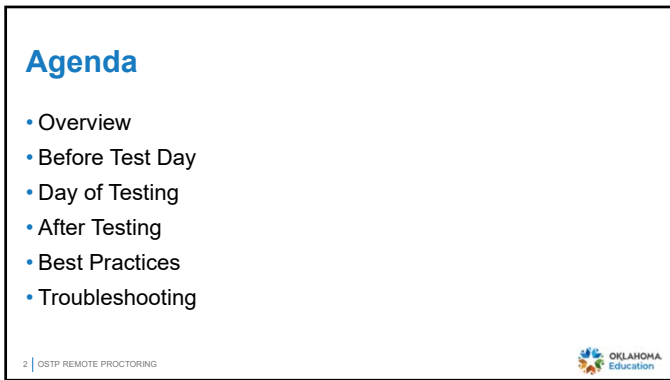 Agenda
• Overview
• Before Test Day
• Day of Testing
• After Testing
• Best Practices
• Troubleshooting
2 | OSTP REMOTE PROCTORING
OKLAHOMA
Education